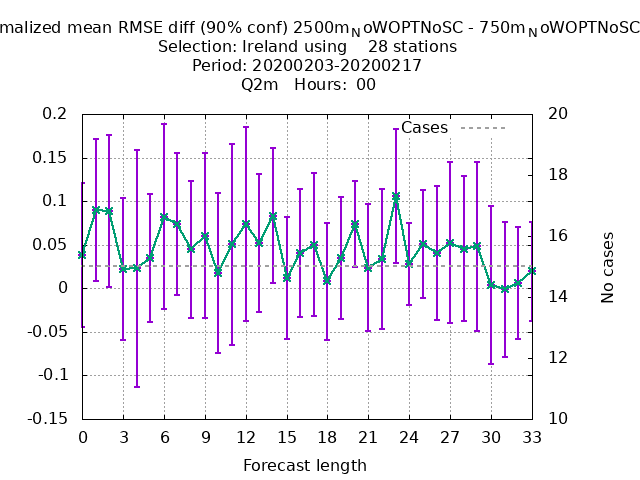 malized mean RMSE diff (90% conf) 2500mNoWOPTNoSC - 750mNoWOPTNoSC
Selection: Ireland using 28 stations
Period: 20200203-20200217
Q2m Hours: 00
Cases
0.2
0.15
0.1
0.05
0
-0.05
-0.1
-0.15
20
18
16
14
12
10
No cases
0 3 6 9 12 15 18 21 24 27 30 33
Forecast length